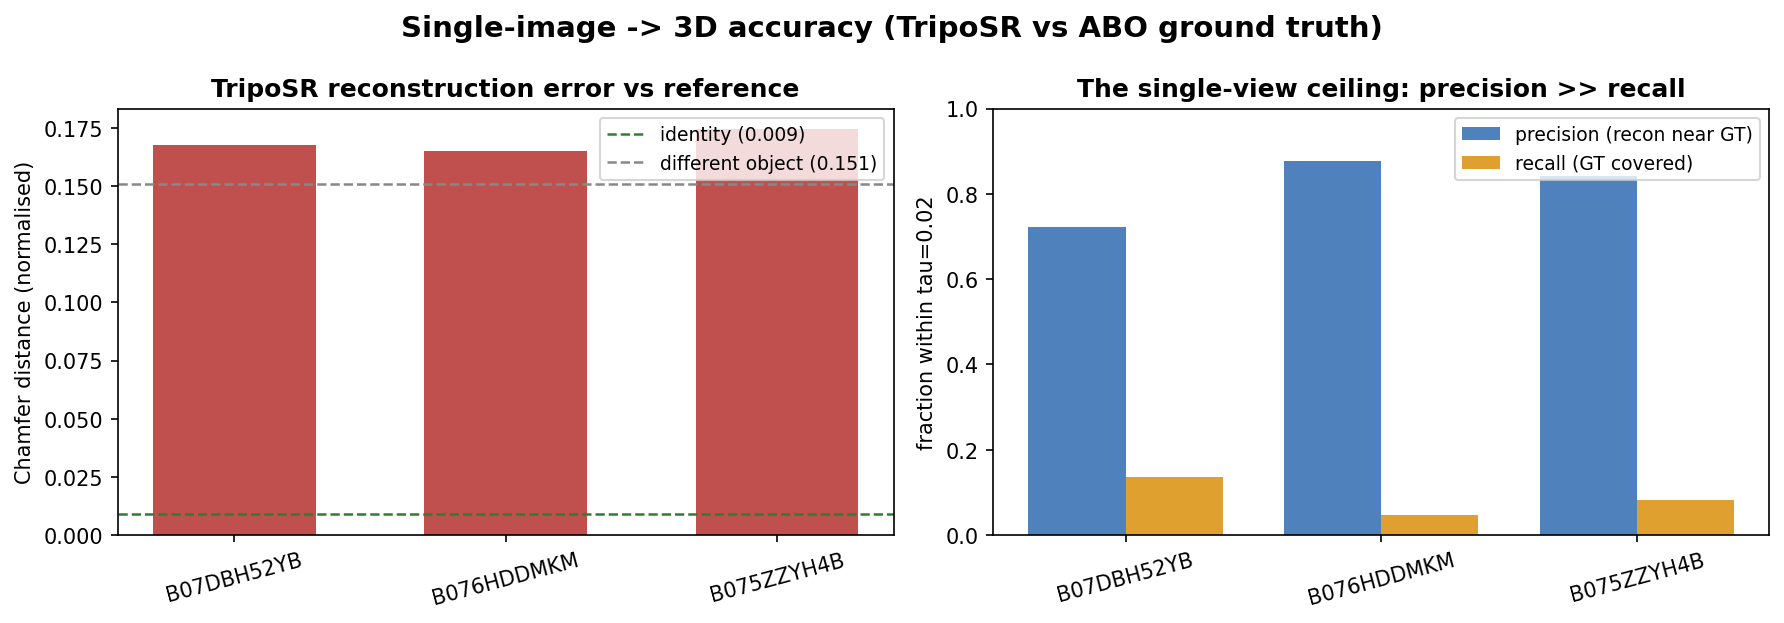 Single-image -> 3D accuracy (TripoSR vs ABO ground truth)
TripoSR reconstruction error vs reference
Chamfer distance (normalised)
0.175
0.150
0.125
0.100
0.075
0.050
0.025
0.000
identity (0.009)
different object (0.151)
B07DBH52YB
B076HDDMKM
B075ZZYH4B
The single-view ceiling: precision >> recall
fraction within tau=0.02
1.0
0.8
0.6
0.4
0.2
0.0
precision (recon near GT)
recall (GT covered)
B07DBH52YB
B076HDDMKM
B075ZZYH4B